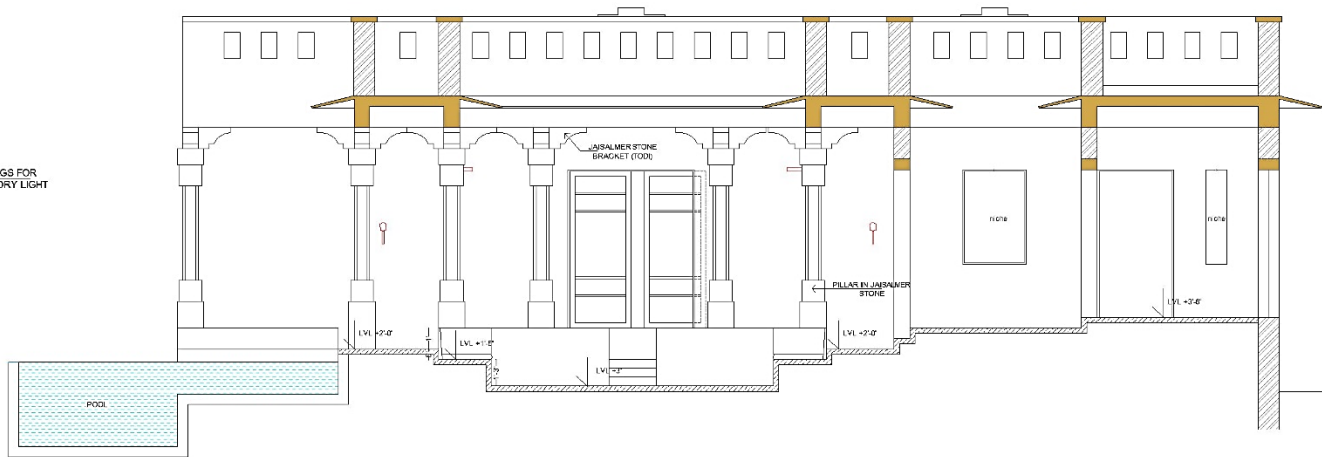 JAISALMER STONE
BRACKET (TODI)
GS FOR
ORY LIGHT
niche
niche
PILLAR IN JAISALMER
STONE
LVL +3'-6"
LVL +2'-0"
LVL +1'-6"
LVL +2'-0"
LVL +3"
POOL